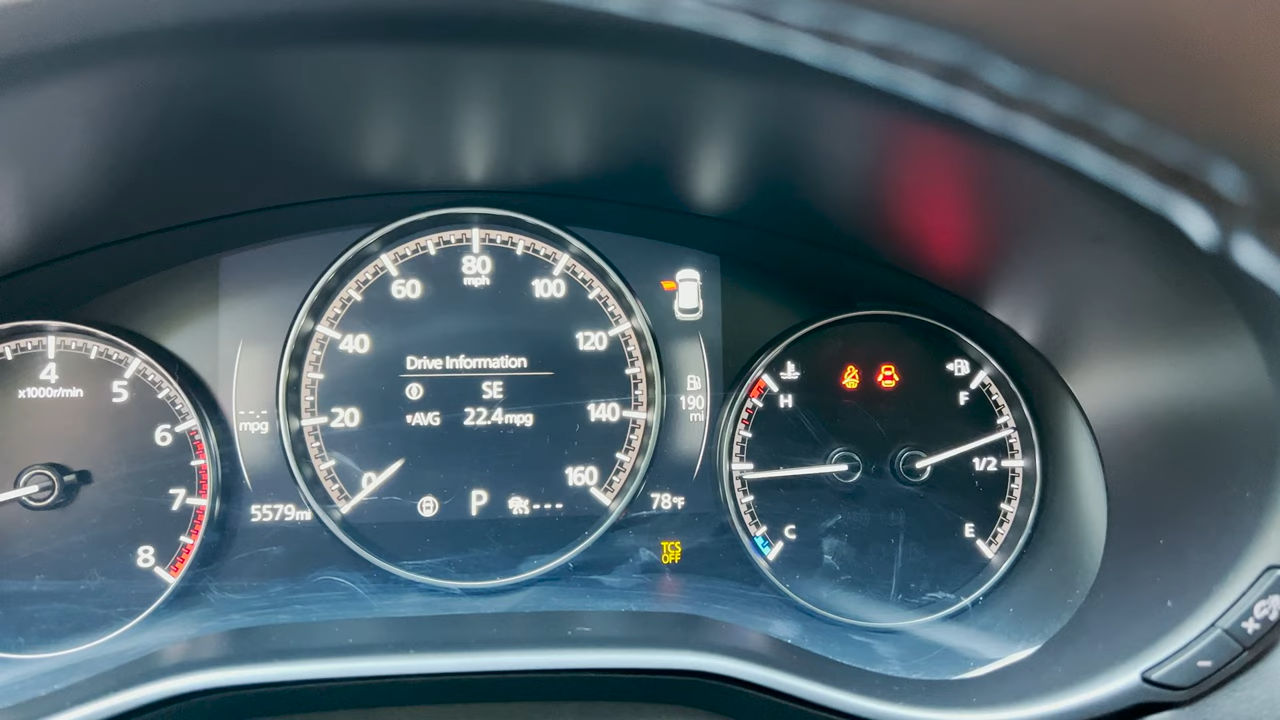 4
x1000r/min
5
6
7
8
--.-
mpg
5579mi
0
20
40
60
80
mph
100
120
140
160
Drive Information
SE
▾AVG 22.4mpg
P
---
190
mi
78°F
TCS
OFF
H
C
F
1/2
E